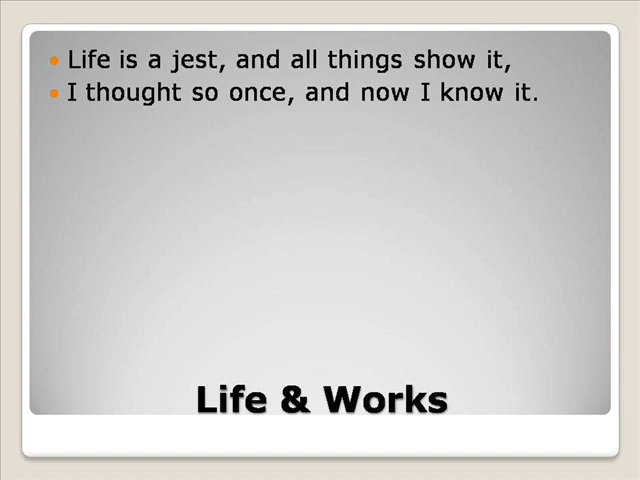 Life is a jest, and all things show it,
I thought so once, and now I know it.
Life & Works